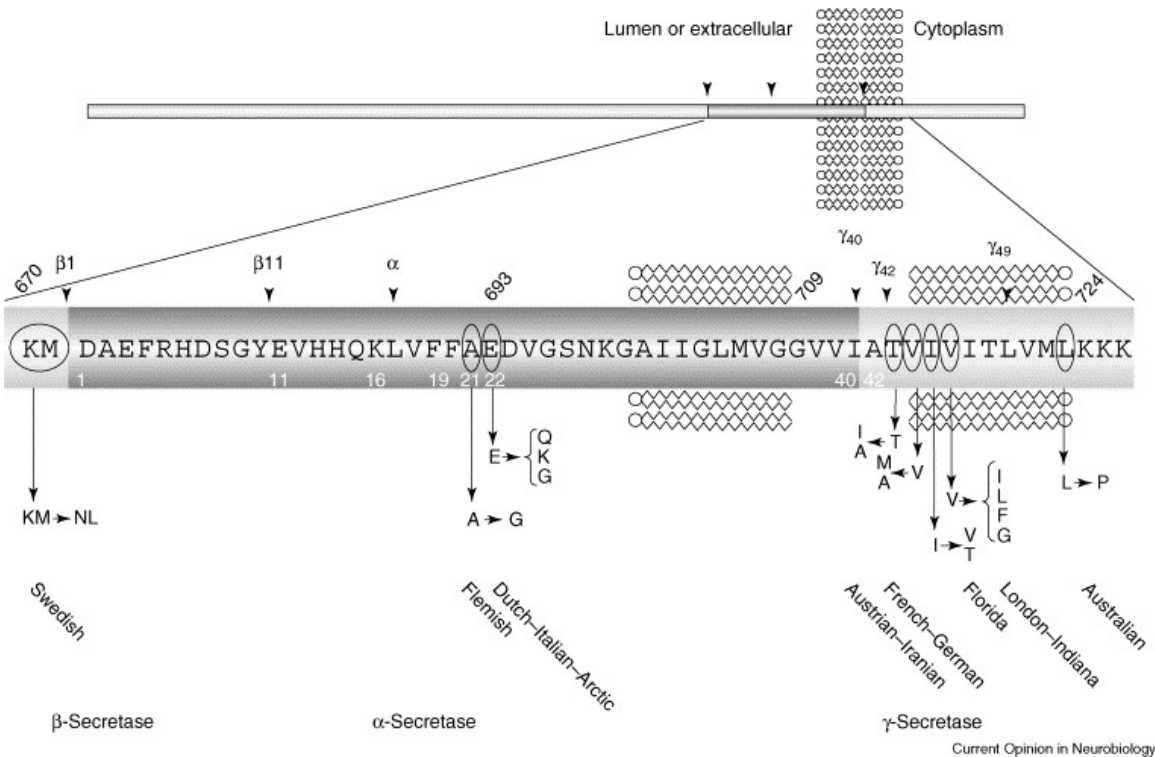 Lumen or extracellular Cytoplasm
γ40
670 β1 β11 α 693 709 γ42 γ49 724
KMDAEFRHDSGYEVHHQKLVFFAEDVGSNKGAIIGLMVGGVVIATVIVITLVMLKKK
1 11 16 19 21 22 40 42
Q
E K
G
I T
A
M V
A
I
V L
F
G
L P
KM NL
A G
I V
T
Swedish
Flemish
Dutch–Italian–Arctic
Austrian–Iranian
French–German
Florida
London–Indiana
Australian
β-Secretase α-Secretase γ-Secretase
Current Opinion in Neurobiology